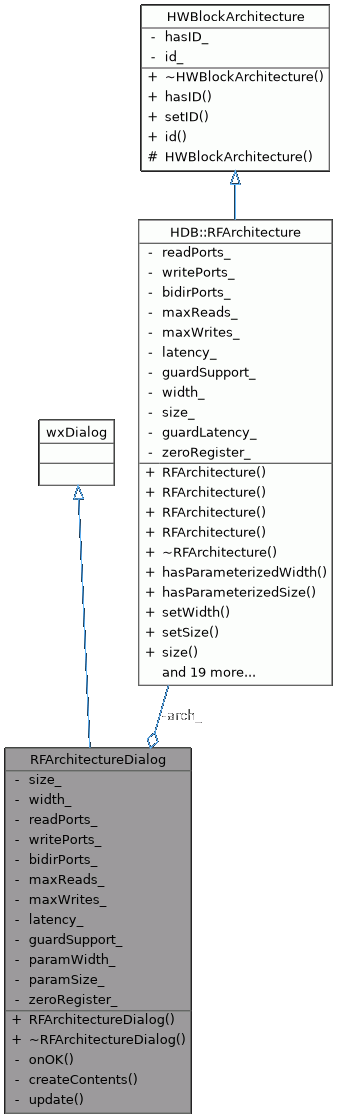 HWBlockArchitecture
- hasID_
- id_
+ ~HWBlockArchitecture()
+ hasID()
+ setID()
+ id()
# HWBlockArchitecture()
HDB::RFArchitecture
- readPorts_
- writePorts_
- bidirPorts_
- maxReads_
- maxWrites_
- latency_
- guardSupport_
- width_
- size_
- guardLatency_
- zeroRegister_
+ RFArchitecture()
+ RFArchitecture()
+ RFArchitecture()
+ RFArchitecture()
+ ~RFArchitecture()
+ hasParameterizedWidth()
+ hasParameterizedSize()
+ setWidth()
+ setSize()
+ size()
and 19 more...
wxDialog
-arch_
RFArchitectureDialog
- size_
- width_
- readPorts_
- writePorts_
- bidirPorts_
- maxReads_
- maxWrites_
- latency_
- guardSupport_
- paramWidth_
- paramSize_
- zeroRegister_
+ RFArchitectureDialog()
+ ~RFArchitectureDialog()
- onOK()
- createContents()
- update()